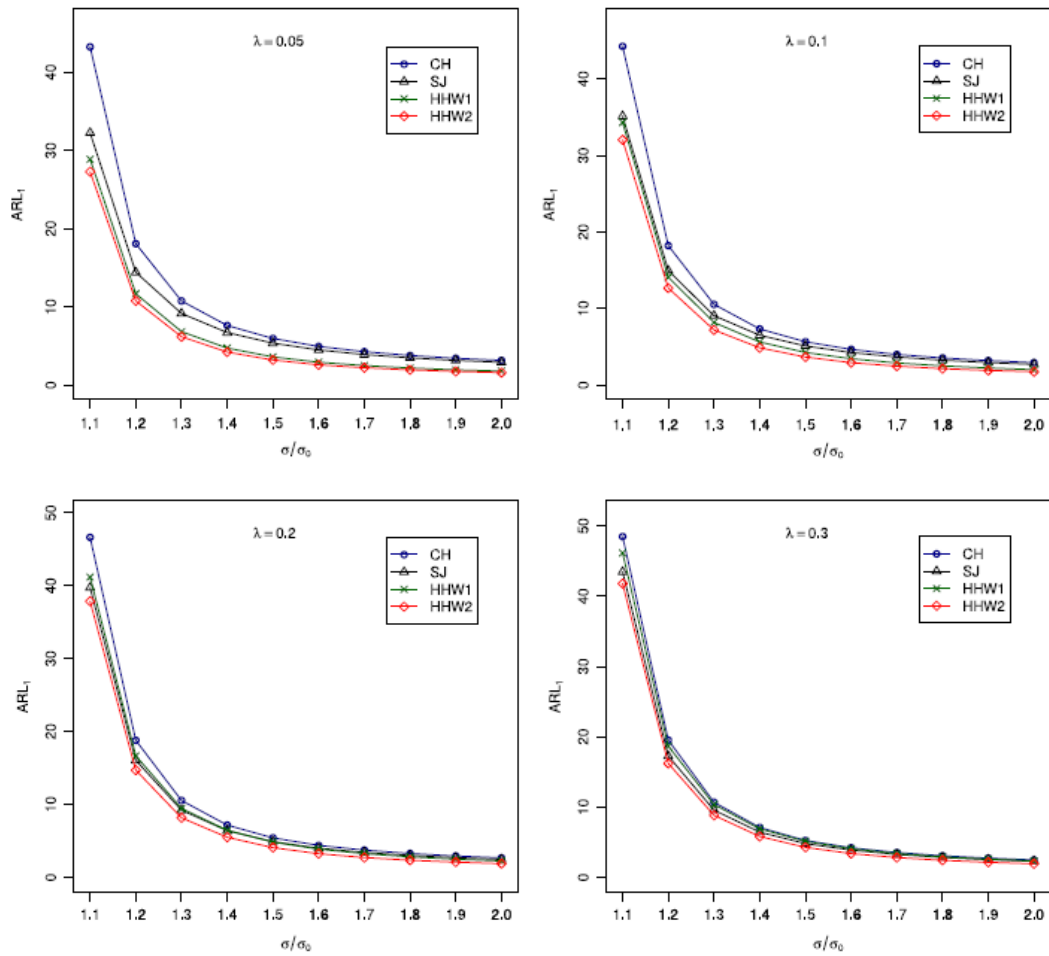 λ = 0.05
CH
SJ
HHW1
HHW2
ARL₁
40
30
20
10
0
1.1 1.2 1.3 1.4 1.5 1.6 1.7 1.8 1.9 2.0
σ/σ₀
λ = 0.1
CH
SJ
HHW1
HHW2
ARL₁
40
30
20
10
0
1.1 1.2 1.3 1.4 1.5 1.6 1.7 1.8 1.9 2.0
σ/σ₀
λ = 0.2
CH
SJ
HHW1
HHW2
ARL₁
50
40
30
20
10
0
1.1 1.2 1.3 1.4 1.5 1.6 1.7 1.8 1.9 2.0
σ/σ₀
λ = 0.3
CH
SJ
HHW1
HHW2
ARL₁
50
40
30
20
10
0
1.1 1.2 1.3 1.4 1.5 1.6 1.7 1.8 1.9 2.0
σ/σ₀